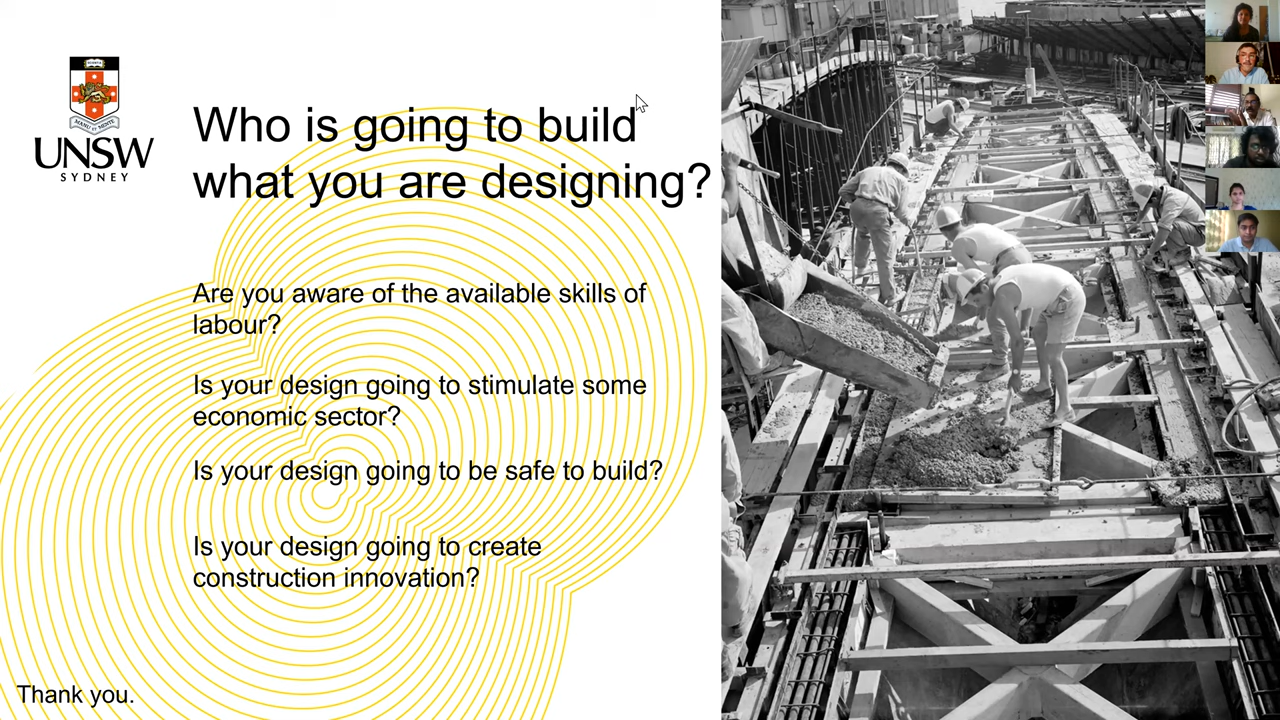 UNSW
SYDNEY
Who is going to build
what you are designing?
Are you aware of the available skills of
labour?
Is your design going to stimulate some
economic sector?
Is your design going to be safe to build?
Is your design going to create
construction innovation?
Thank you.